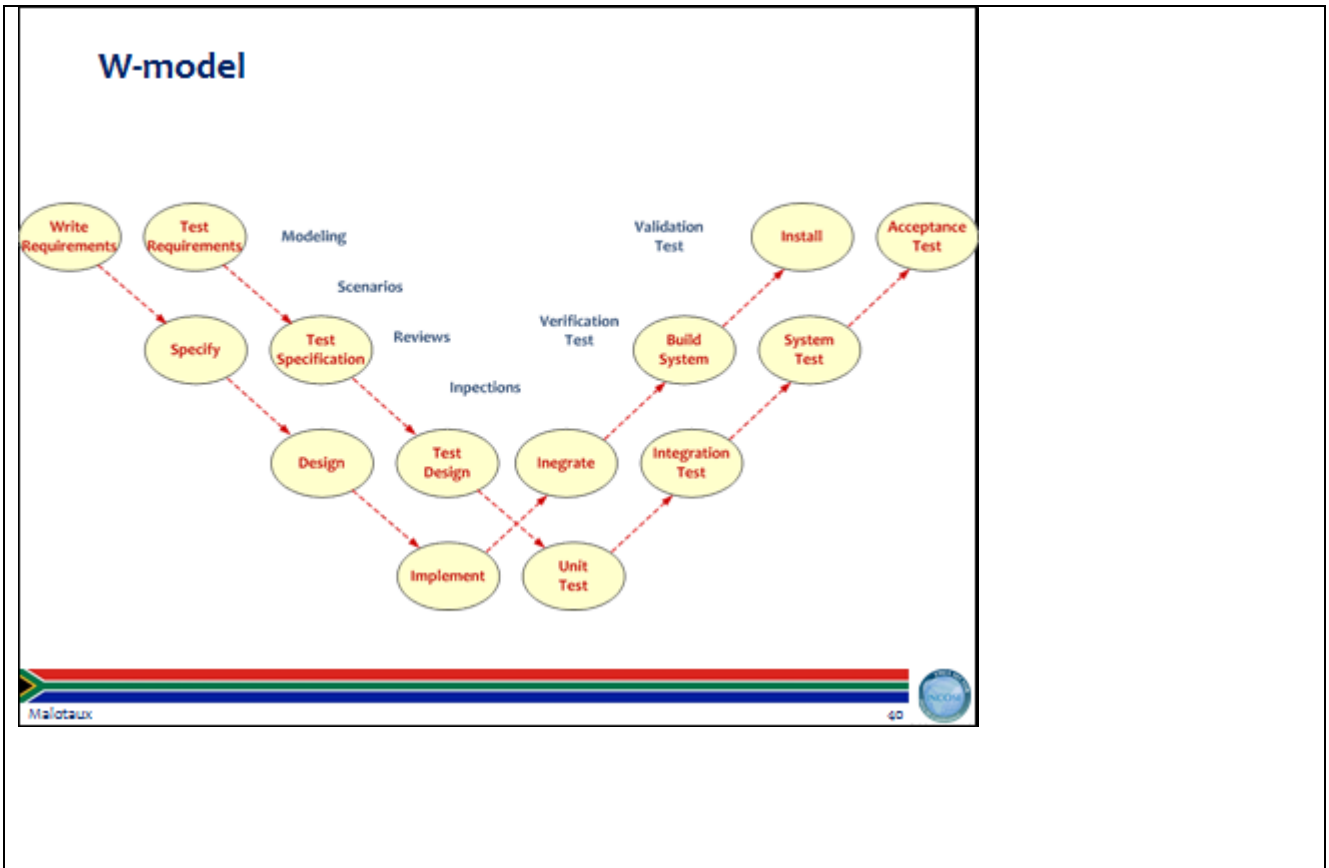 W-model
Write
Requirements
Test
Requirements
Modeling
Validation
Test
Install
Acceptance
Test
Scenarios
Specify
Test
Specification
Reviews
Verification
Test
Build
System
System
Test
Inpections
Design
Test
Design
Inegrate
Integration
Test
Implement
Unit
Test
Malotaux
40
INCOSE